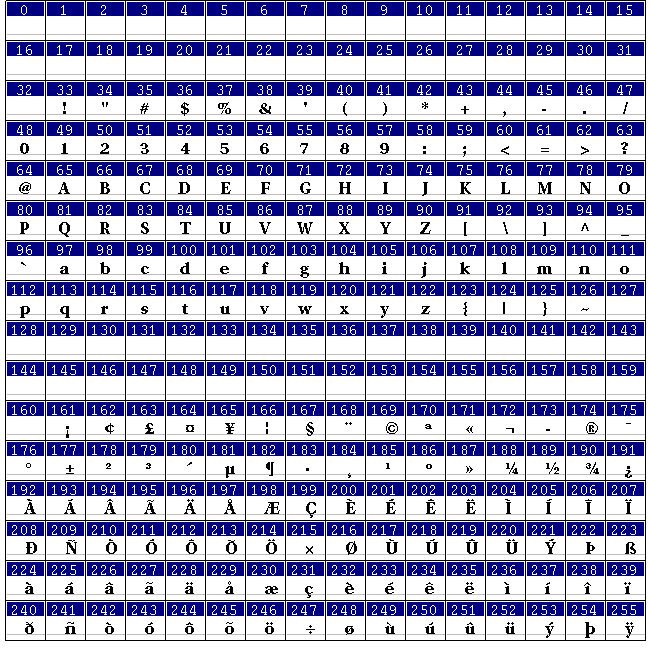 0 1 2 3 4 5 6 7 8 9 10 11 12 13 14 15
16 17 18 19 20 21 22 23 24 25 26 27 28 29 30 31
32 33 34 35 36 37 38 39 40 41 42 43 44 45 46 47
! " # $ % & ' ( ) * + , - . /
48 49 50 51 52 53 54 55 56 57 58 59 60 61 62 63
0 1 2 3 4 5 6 7 8 9 : ; < = > ?
64 65 66 67 68 69 70 71 72 73 74 75 76 77 78 79
@ A B C D E F G H I J K L M N O
80 81 82 83 84 85 86 87 88 89 90 91 92 93 94 95
P Q R S T U V W X Y Z [ \ ] ^ _
96 97 98 99 100 101 102 103 104 105 106 107 108 109 110 111
` a b c d e f g h i j k l m n o
112 113 114 115 116 117 118 119 120 121 122 123 124 125 126 127
p q r s t u v w x y z { | } ~
128 129 130 131 132 133 134 135 136 137 138 139 140 141 142 143
144 145 146 147 148 149 150 151 152 153 154 155 156 157 158 159
160 161 162 163 164 165 166 167 168 169 170 171 172 173 174 175
¡ ¢ £ ¤ ¥ ¦ § ¨ © ª « ¬ - ® ¯
176 177 178 179 180 181 182 183 184 185 186 187 188 189 190 191
° ± ² ³ ´ µ ¶ · ¸ ¹ º » ¼ ½ ¾ ¿
192 193 194 195 196 197 198 199 200 201 202 203 204 205 206 207
À Á Â Ã Ä Å Æ Ç È É Ê Ë Ì Í Î Ï
208 209 210 211 212 213 214 215 216 217 218 219 220 221 222 223
Ð Ñ Ò Ó Ô Õ Ö × Ø Ù Ú Û Ü Ý Þ ß
224 225 226 227 228 229 230 231 232 233 234 235 236 237 238 239
à á â ã ä å æ ç è é ê ë ì í î ï
240 241 242 243 244 245 246 247 248 249 250 251 252 253 254 255
ð ñ ò ó ô õ ö ÷ ø ù ú û ü ý þ ÿ